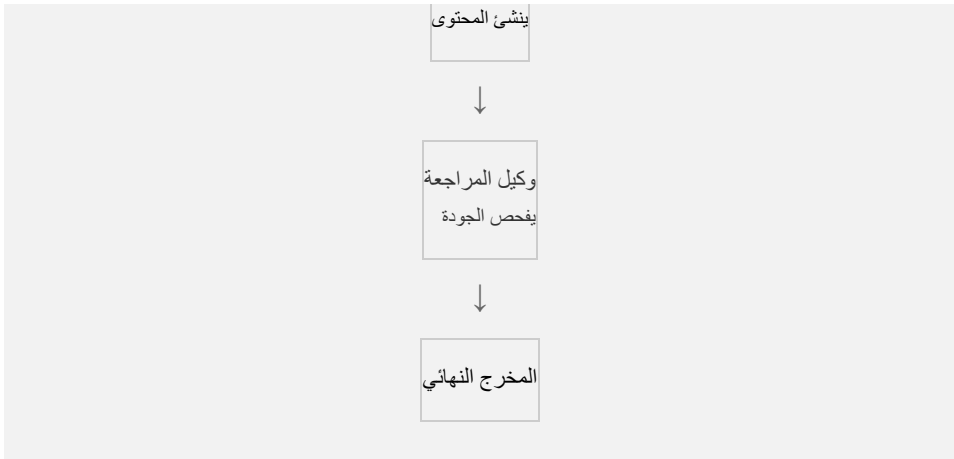 ينشئ المحتوى
↓
وكيل المراجعة
يفحص الجودة
↓
المخرج النهائي